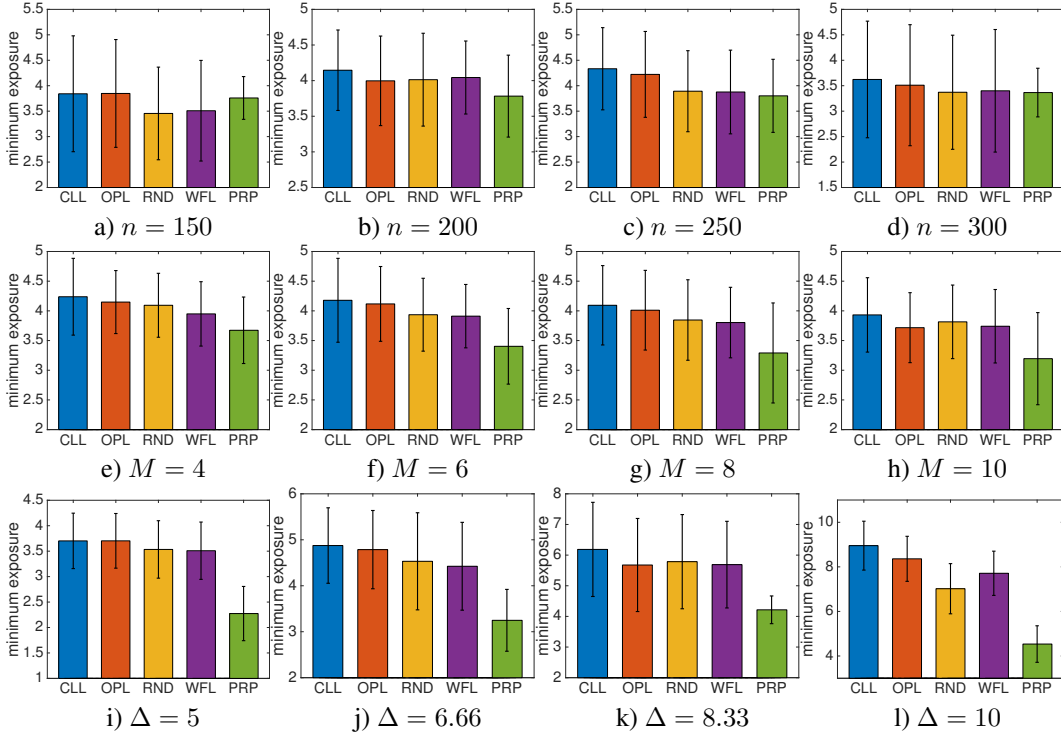 minimum exposure
5.5
5
4.5
4
3.5
3
2.5
2
CLL OPL RND WFL PRP
a) n = 150
minimum exposure
5
4.5
4
3.5
3
2.5
CLL OPL RND WFL PRP
b) n = 200
minimum exposure
5.5
5
4.5
4
3.5
3
2.5
2
CLL OPL RND WFL PRP
c) n = 250
minimum exposure
5
4.5
4
3.5
3
2.5
2
1.5
CLL OPL RND WFL PRP
d) n = 300
minimum exposure
5
4.5
4
3.5
3
2.5
2
CLL OPL RND WFL PRP
e) M = 4
minimum exposure
5
4.5
4
3.5
3
2.5
2
CLL OPL RND WFL PRP
f) M = 6
minimum exposure
5
4.5
4
3.5
3
2.5
2
CLL OPL RND WFL PRP
g) M = 8
minimum exposure
5
4.5
4
3.5
3
2.5
2
CLL OPL RND WFL PRP
h) M = 10
minimum exposure
4.5
4
3.5
3
2.5
2
1.5
1
CLL OPL RND WFL PRP
i) Δ = 5
minimum exposure
6
5
4
3
2
CLL OPL RND WFL PRP
j) Δ = 6.66
minimum exposure
8
7
6
5
4
3
2
CLL OPL RND WFL PRP
k) Δ = 8.33
minimum exposure
10
8
6
4
CLL OPL RND WFL PRP
l) Δ = 10